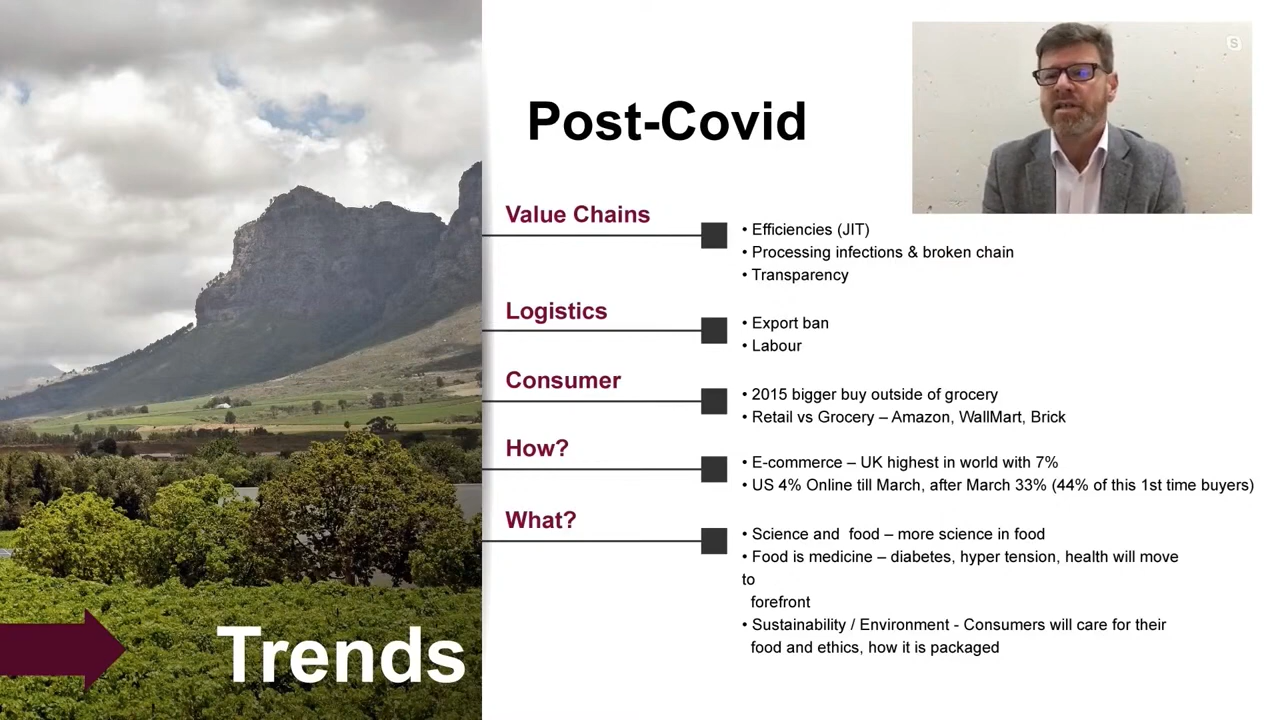 Post-Covid
Value Chains
• Efficiencies (JIT)
• Processing infections & broken chain
• Transparency
Logistics
• Export ban
• Labour
Consumer
• 2015 bigger buy outside of grocery
• Retail vs Grocery – Amazon, WallMart, Brick
How?
• E-commerce – UK highest in world with 7%
• US 4% Online till March, after March 33% (44% of this 1st time buyers)
What?
• Science and  food – more science in food
• Food is medicine – diabetes, hyper tension, health will move
to
forefront
• Sustainability / Environment - Consumers will care for their
food and ethics, how it is packaged
Trends
S